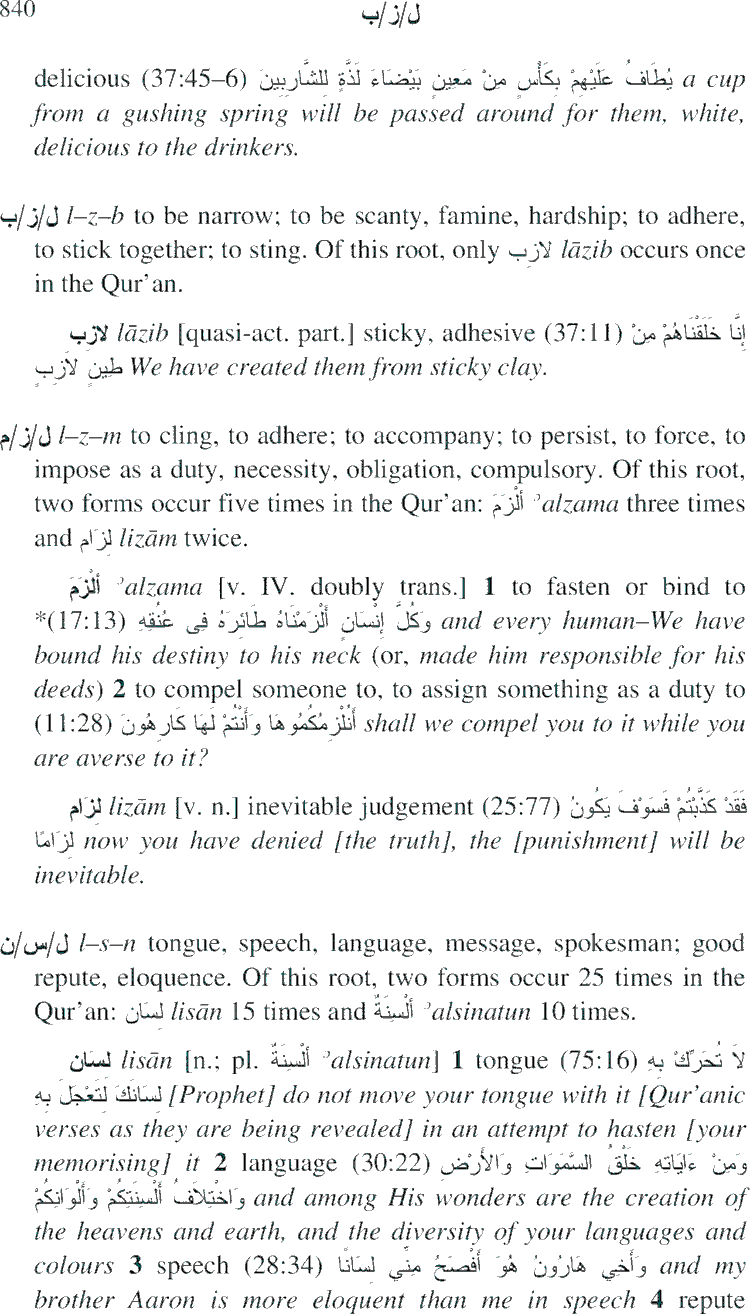 840
ل/ز/ب
delicious (37:45–6) يُطَافُ عَلَيْهِمْ بِكَأْسٍ مِنْ مَعِينٍ بَيْضَاءَ لَذَّةٍ لِلشَّارِبِينَ a cup
from a gushing spring will be passed around for them, white,
delicious to the drinkers.
ل/ز/ب l–z–b to be narrow; to be scanty, famine, hardship; to adhere,
to stick together; to sting. Of this root, only لازِب lāzib occurs once
in the Qur’an.
لازِب lāzib [quasi-act. part.] sticky, adhesive (37:11) إِنَّا خَلَقْنَاهُمْ مِنْ
طِينٍ لاَزِبٍ We have created them from sticky clay.
ل/ز/م l–z–m to cling, to adhere; to accompany; to persist, to force, to
impose as a duty, necessity, obligation, compulsory. Of this root,
two forms occur five times in the Qur’an: أَلْزَمَ ʾalzama three times
and لِزَام lizām twice.
أَلْزَمَ ʾalzama [v. IV. doubly trans.] 1 to fasten or bind to
*(17:13) وَكُلَّ إِنْسَانٍ أَلْزَمْنَاهُ طَائِرَهُ فِى عُنُقِهِ and every human–We have
bound his destiny to his neck (or, made him responsible for his
deeds) 2 to compel someone to, to assign something as a duty to
(11:28) أَنُلْزِمُكُمُوهَا وَأَنْتُمْ لَهَا كَارِهُونَ shall we compel you to it while you
are averse to it?
لِزَام lizām [v. n.] inevitable judgement (25:77) فَقَدْ كَذَّبْتُمْ فَسَوْفَ يَكُونُ
لِزَامًا now you have denied [the truth], the [punishment] will be
inevitable.
ل/س/ن l–s–n tongue, speech, language, message, spokesman; good
repute, eloquence. Of this root, two forms occur 25 times in the
Qur’an: لِسَان lisān 15 times and أَلْسِنَةٌ ʾalsinatun 10 times.
لِسَان lisān [n.; pl. أَلْسِنَةٌ ʾalsinatun] 1 tongue (75:16) لاَ تُحَرِّكْ بِهِ
لِسَانَكَ لِتَعْجَلَ بِهِ [Prophet] do not move your tongue with it [Qur’anic
verses as they are being revealed] in an attempt to hasten [your
memorising] it 2 language (30:22) وَمِنْ ءَايَاتِهِ خَلْقُ السَّمَوَاتِ وَالأَرْضِ
وَاخْتِلاَفُ أَلْسِنَتِكُمْ وَأَلْوَانِكُمْ and among His wonders are the creation of
the heavens and earth, and the diversity of your languages and
colours 3 speech (28:34) وَأَخِي هَارُونُ هُوَ أَفْصَحُ مِنِّي لِسَانًا and my
brother Aaron is more eloquent than me in speech 4 repute